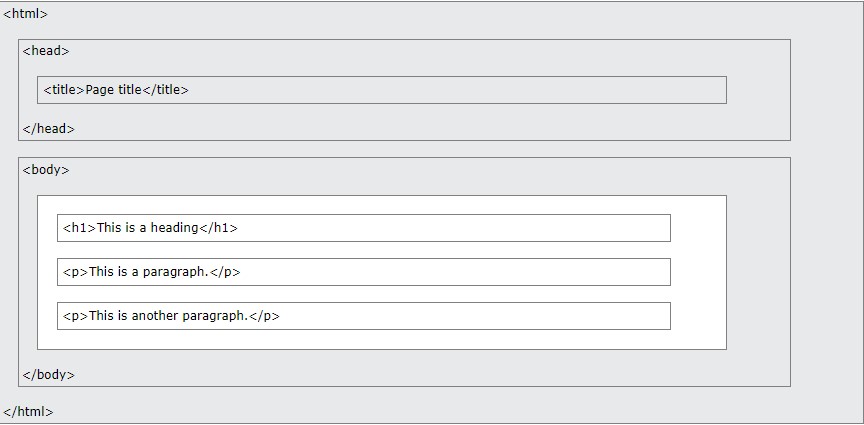 <html>
<head>
<title>Page title</title>
</head>
<body>
<h1>This is a heading</h1>
<p>This is a paragraph.</p>
<p>This is another paragraph.</p>
</body>
</html>